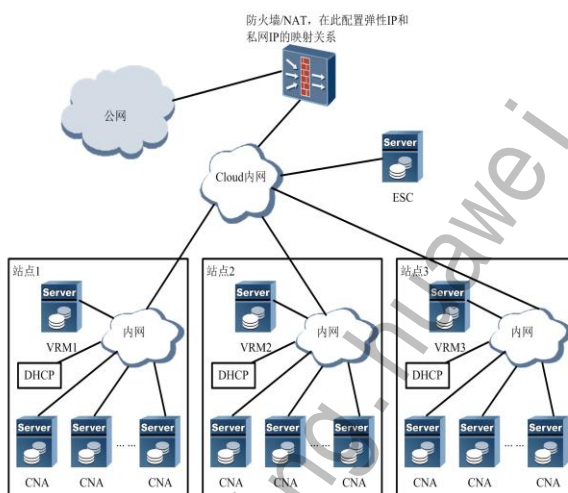 防火墙/NAT，在此配置弹性IP和
私网IP的映射关系
公网
Server
Cloud内网
ESC
站点1
站点2
站点3
Server
Server
Server
内网
内网
内网
VRM1
VRM2
VRM3
DHCP
DHCP
DHCP
Server
Server
Server
Server
Server
Server
Server
Server
Server
... ...
... ...
... ...
CNA
CNA
CNA
CNA
CNA
CNA
CNA
CNA
CNA
ng.huawei